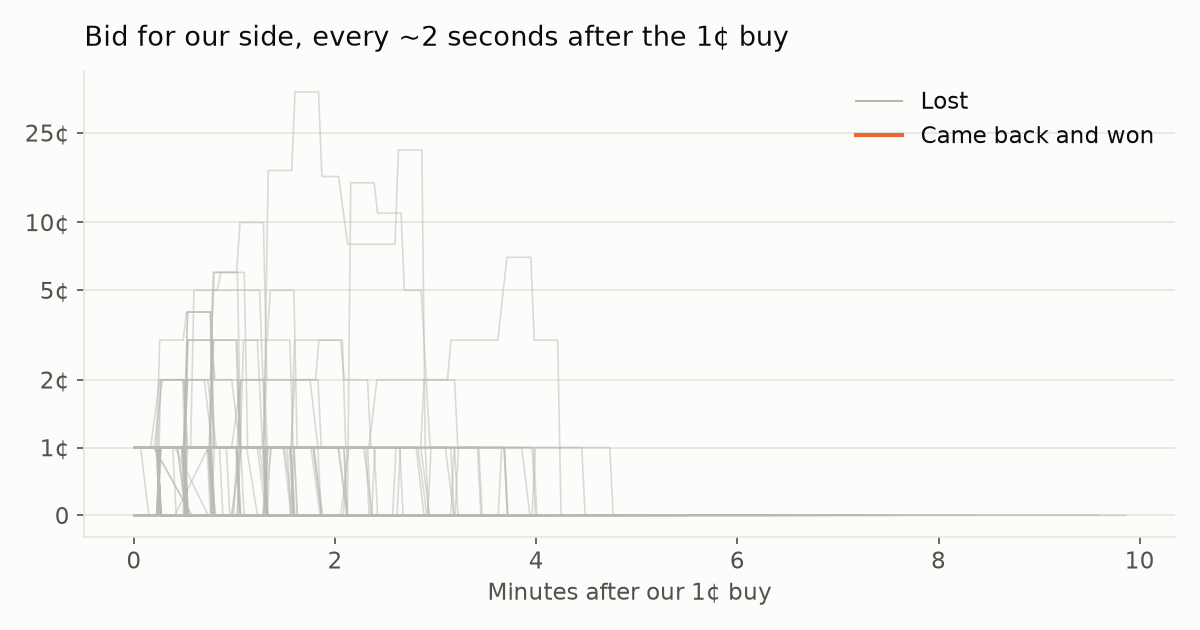 Bid for our side, every ~2 seconds after the 1¢ buy
Lost
Came back and won
25¢
10¢
5¢
2¢
1¢
0
0 2 4 6 8 10
Minutes after our 1¢ buy